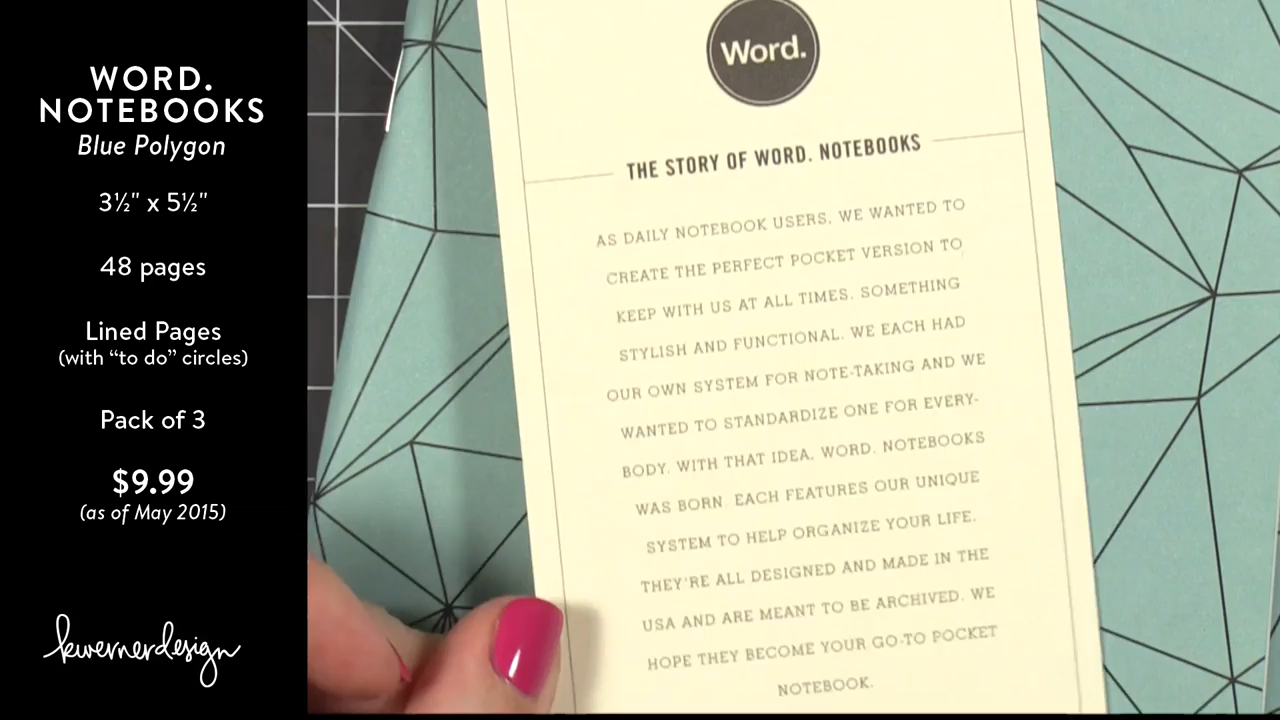 WORD.
NOTEBOOKS
Blue Polygon
3½" x 5½"
48 pages
Lined Pages
(with “to do” circles)
Pack of 3
$9.99
(as of May 2015)
kwernerdesign
Word.
THE STORY OF WORD. NOTEBOOKS
AS DAILY NOTEBOOK USERS, WE WANTED TO
CREATE THE PERFECT POCKET VERSION TO
KEEP WITH US AT ALL TIMES. SOMETHING
STYLISH AND FUNCTIONAL. WE EACH HAD
OUR OWN SYSTEM FOR NOTE-TAKING AND WE
WANTED TO STANDARDIZE ONE FOR EVERY-
BODY. WITH THAT IDEA, WORD. NOTEBOOKS
WAS BORN. EACH FEATURES OUR UNIQUE
SYSTEM TO HELP ORGANIZE YOUR LIFE.
THEY'RE ALL DESIGNED AND MADE IN THE
USA AND ARE MEANT TO BE ARCHIVED. WE
HOPE THEY BECOME YOUR GO-TO POCKET
NOTEBOOK.